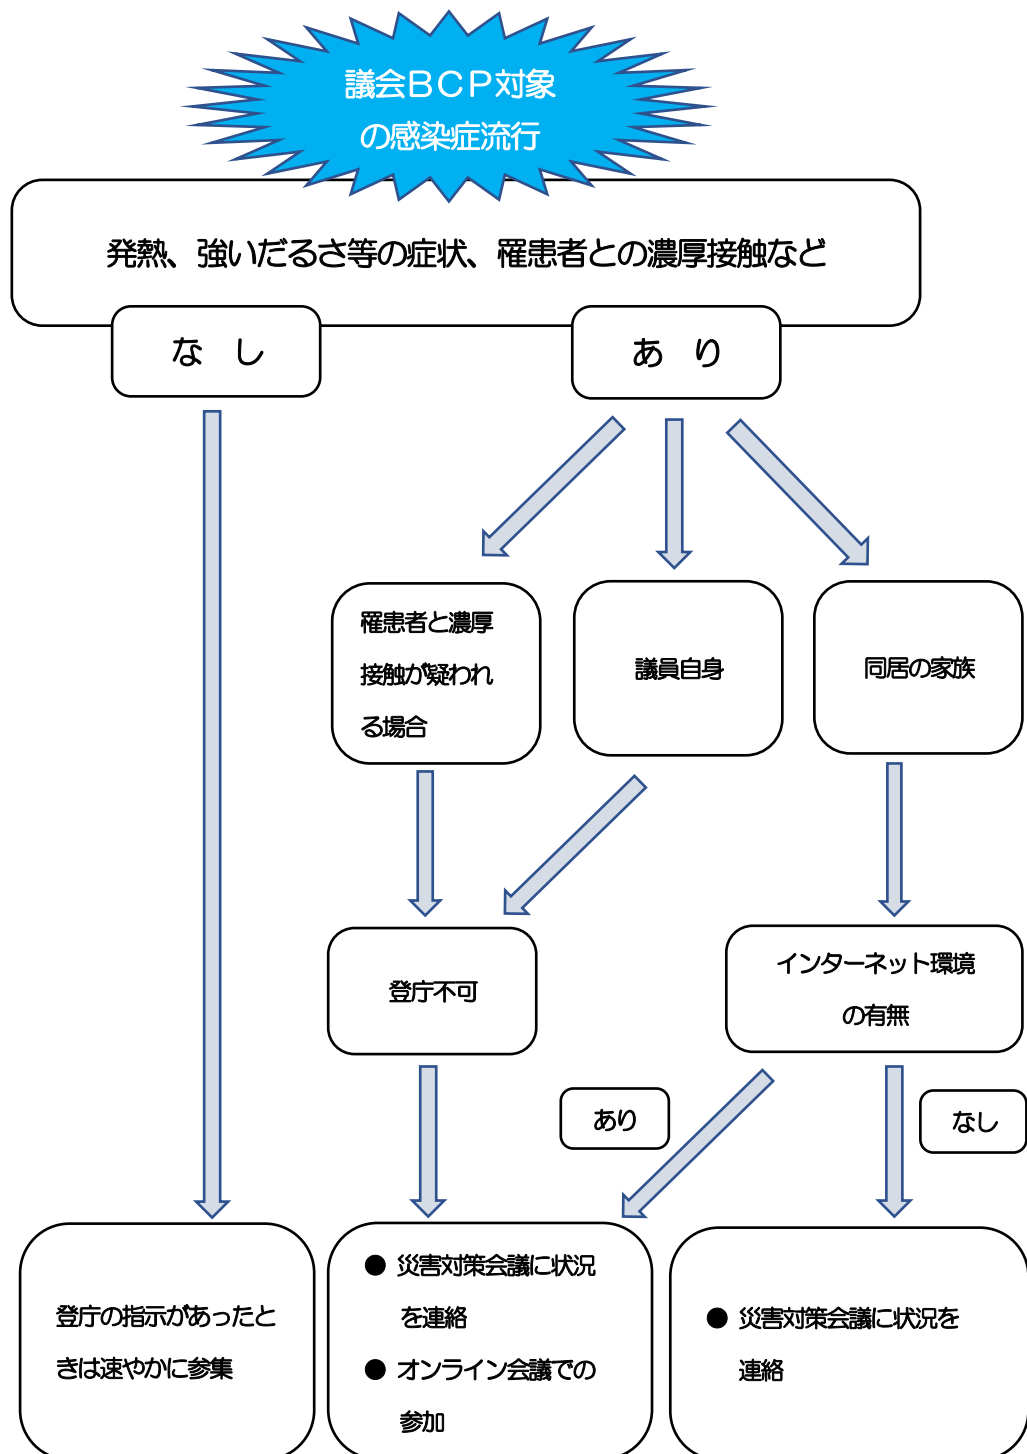 議会ＢＣＰ対象
の感染症流行
発熱、強いだるさ等の症状、罹患者との濃厚接触など
な　し
あ　り
罹患者と濃厚
接触が疑われ
る場合
議員自身
同居の家族
登庁不可
インターネット環境
の有無
あり
なし
登庁の指示があったと
きは速やかに参集
● 災害対策会議に状況
を連絡
● オンライン会議での
参加
● 災害対策会議に状況を
連絡